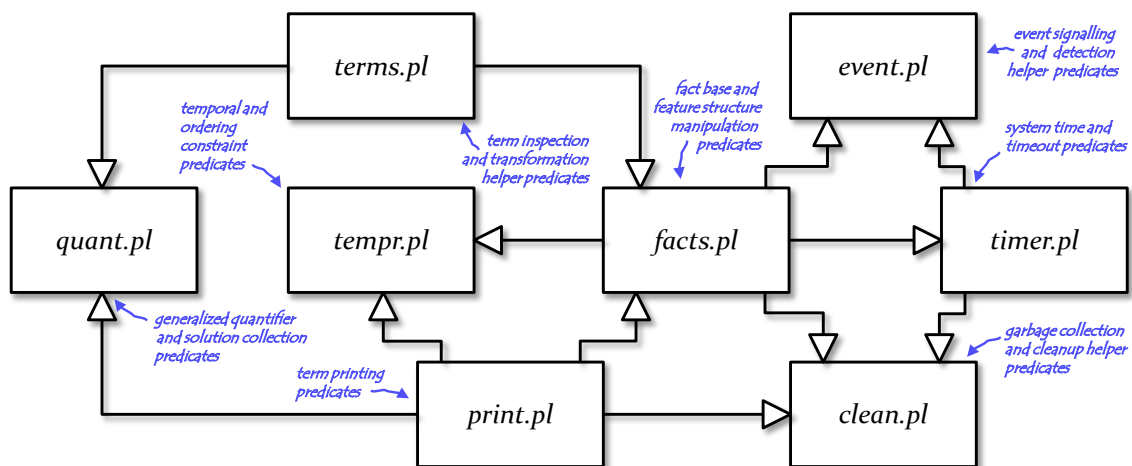 terms.pl
event.pl
event signalling
and detection
helper predicates
temporal and
ordering
constraint
predicates
term inspection
and transformation
helper predicates
fact base and
feature structure
manipulation
predicates
system time and
timeout predicates
quant.pl
tempr.pl
facts.pl
timer.pl
generalized quantifier
and solution collection
predicates
term printing
predicates
garbage collection
and cleanup helper
predicates
print.pl
clean.pl